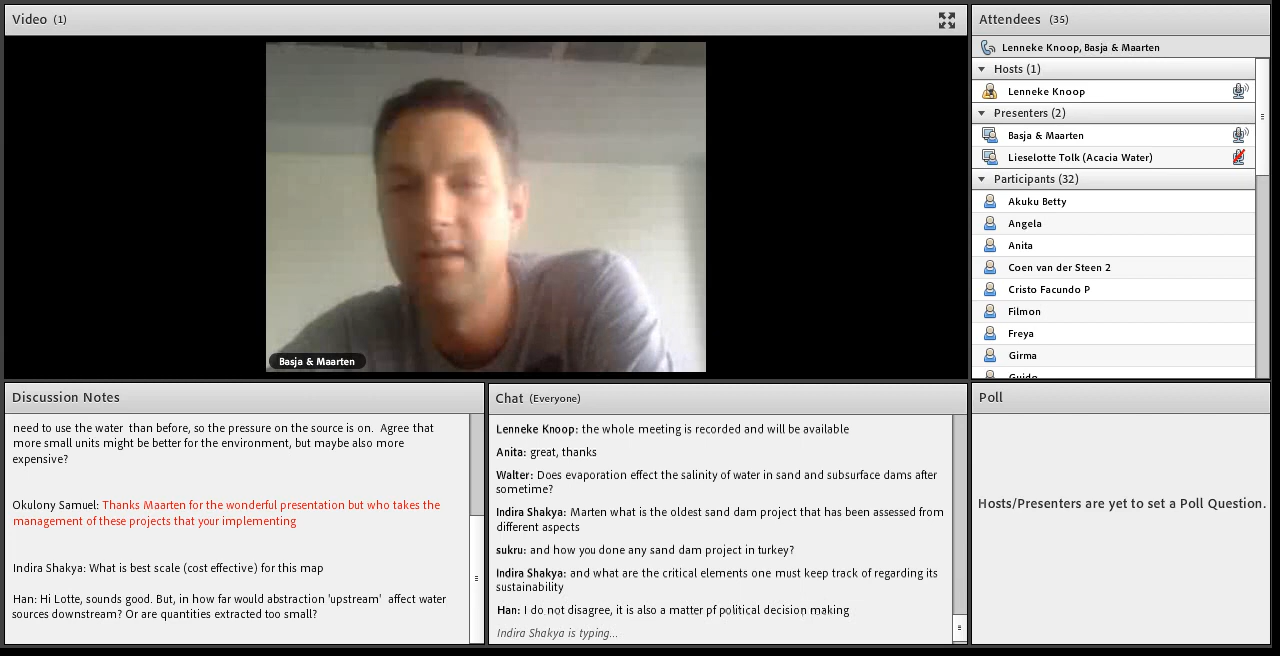 Video (1)
Basja & Maarten
Attendees (35)
Lenneke Knoop, Basja & Maarten
Hosts (1)
Lenneke Knoop
Presenters (2)
Basja & Maarten
Lieselotte Tolk (Acacia Water)
Participants (32)
Akuku Betty
Angela
Anita
Coen van der Steen 2
Cristo Facundo P
Filmon
Freya
Girma
Guido
Discussion Notes
need to use the water than before, so the pressure on the source is on. Agree that
more small units might be better for the environment, but maybe also more
expensive?
Okulony Samuel: Thanks Maarten for the wonderful presentation but who takes the
management of these projects that your implementing
Indira Shakya: What is best scale (cost effective) for this map
Han: Hi Lotte, sounds good. But, in how far would abstraction 'upstream' affect water
sources downstream? Or are quantities extracted too small?
Chat (Everyone)
Lenneke Knoop: the whole meeting is recorded and will be available
Anita: great, thanks
Walter: Does evaporation effect the salinity of water in sand and subsurface dams after
sometime?
Indira Shakya: Marten what is the oldest sand dam project that has been assessed from
different aspects
sukru: and how you done any sand dam project in turkey?
Indira Shakya: and what are the critical elements one must keep track of regarding its
sustainability
Han: I do not disagree, it is also a matter pf political decision making
Indira Shakya is typing...
Poll
Hosts/Presenters are yet to set a Poll Question.